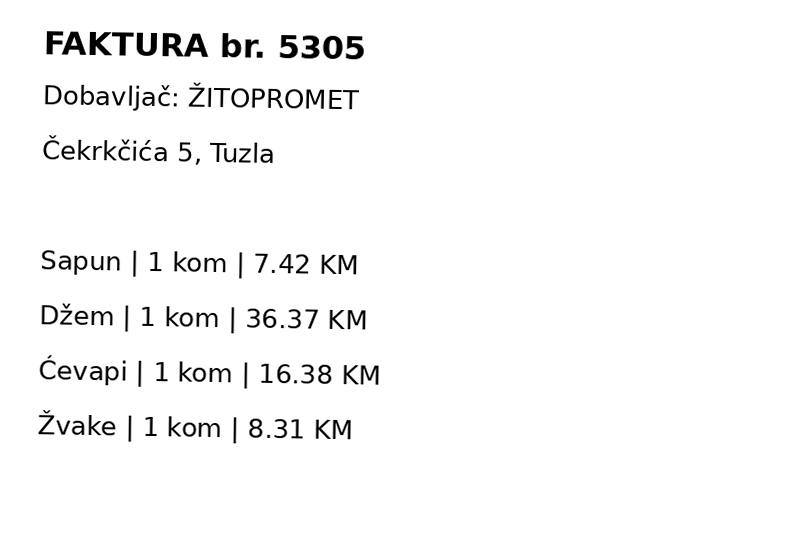 FAKTURA br. 5305
Dobavljač: ŽITOPROMET
Čekrkčića 5, Tuzla
Sapun | 1 kom | 7.42 KM
Džem | 1 kom | 36.37 KM
Ćevapi | 1 kom | 16.38 KM
Žvake | 1 kom | 8.31 KM